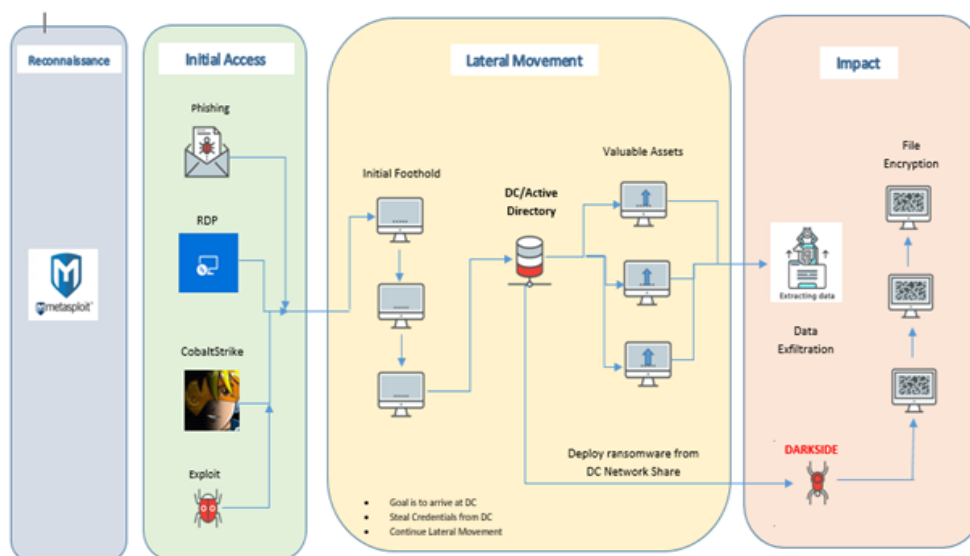 Reconnaissance
metasploit™
Initial Access
Phishing
RDP
CobaltStrike
Exploit
Lateral Movement
Initial Foothold
DC/Active
Directory
Valuable Assets
Deploy ransomware from
DC Network Share
• Goal is to arrive at DC
• Steal Credentials from DC
• Continue Lateral Movement
Impact
File
Encryption
Extracting data
Data
Exfiltration
DARKSIDE